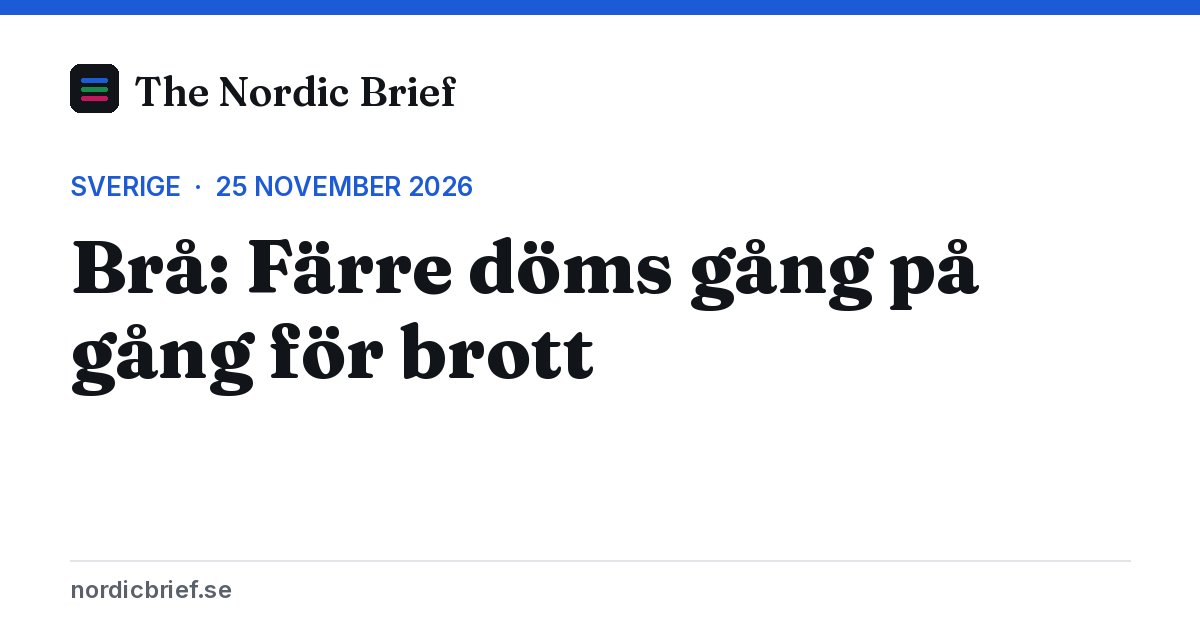 The Nordic Brief
SVERIGE · 25 NOVEMBER 2026
Brå: Färre döms gång på
gång för brott
nordicbrief.se